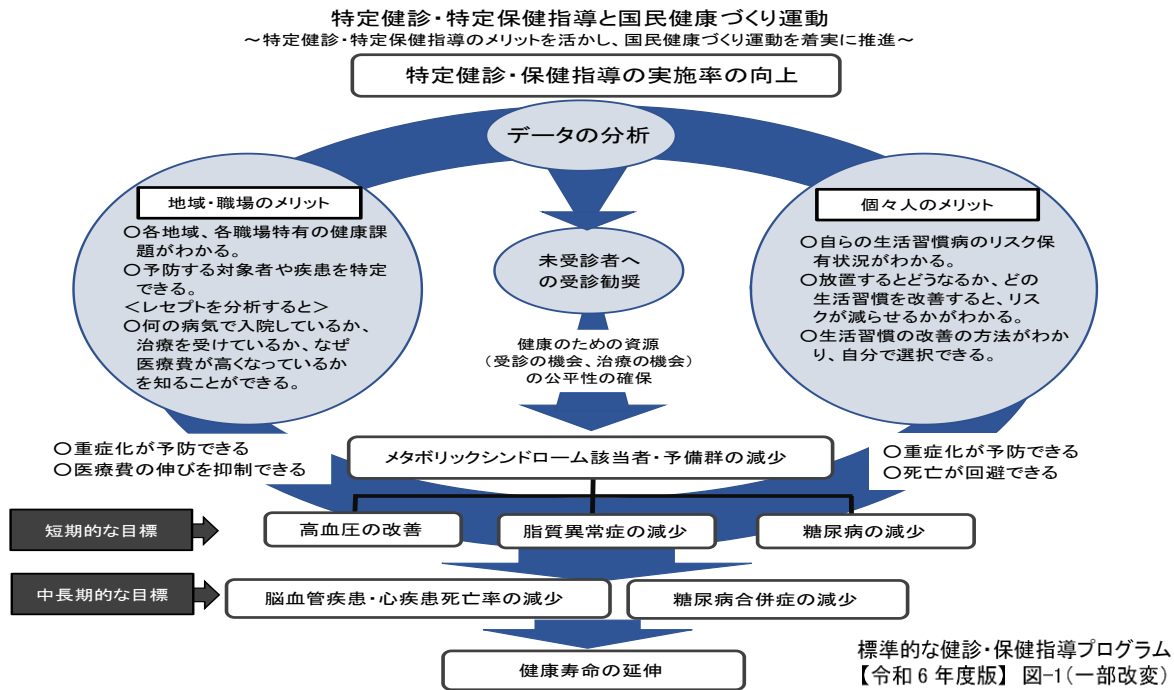 特定健診・特定保健指導と国民健康づくり運動
～特定健診・特定保健指導のメリットを活かし、国民健康づくり運動を着実に推進～
特定健診・保健指導の実施率の向上
データの分析
地域・職場のメリット
○各地域、各職場特有の健康課
題がわかる。
○予防する対象者や疾患を特定
できる。
＜レセプトを分析すると＞
○何の病気で入院しているか、
治療を受けているか、なぜ
医療費が高くなっているか
を知ることができる。
未受診者へ
の受診勧奨
健康のための資源
（受診の機会、治療の機会）
の公平性の確保
個々人のメリット
○自らの生活習慣病のリスク保
有状況がわかる。
○放置するとどうなるか、どの
生活習慣を改善すると、リス
クが減らせるかがわかる。
○生活習慣の改善の方法がわか
り、自分で選択できる。
○重症化が予防できる
○医療費の伸びを抑制できる
メタボリックシンドローム該当者・予備群の減少
○重症化が予防できる
○死亡が回避できる
短期的な目標
高血圧の改善
脂質異常症の減少
糖尿病の減少
中長期的な目標
脳血管疾患・心疾患死亡率の減少
糖尿病合併症の減少
健康寿命の延伸
標準的な健診・保健指導プログラム
【令和６年度版】 図-1（一部改変）